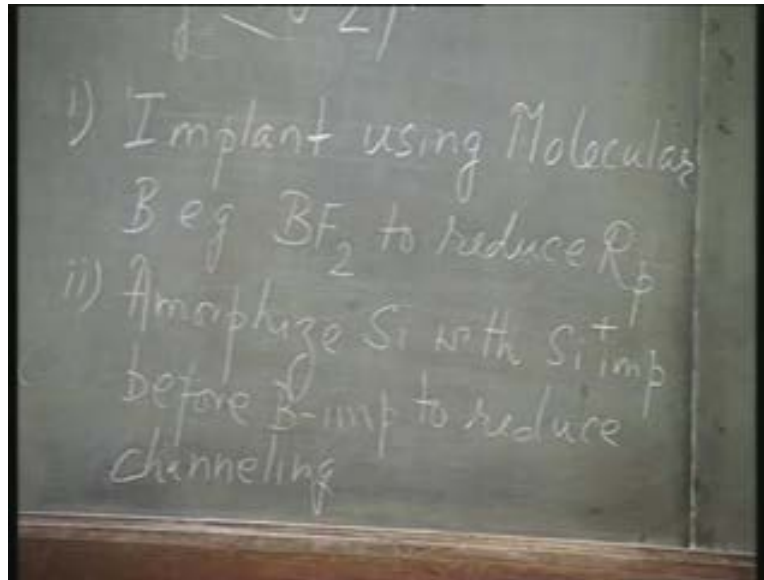 i) Implant using Molecular
B eg BF₂ to reduce Rp
ii) Amorphize Si with Si⁺ imp
before B-imp to reduce
channeling